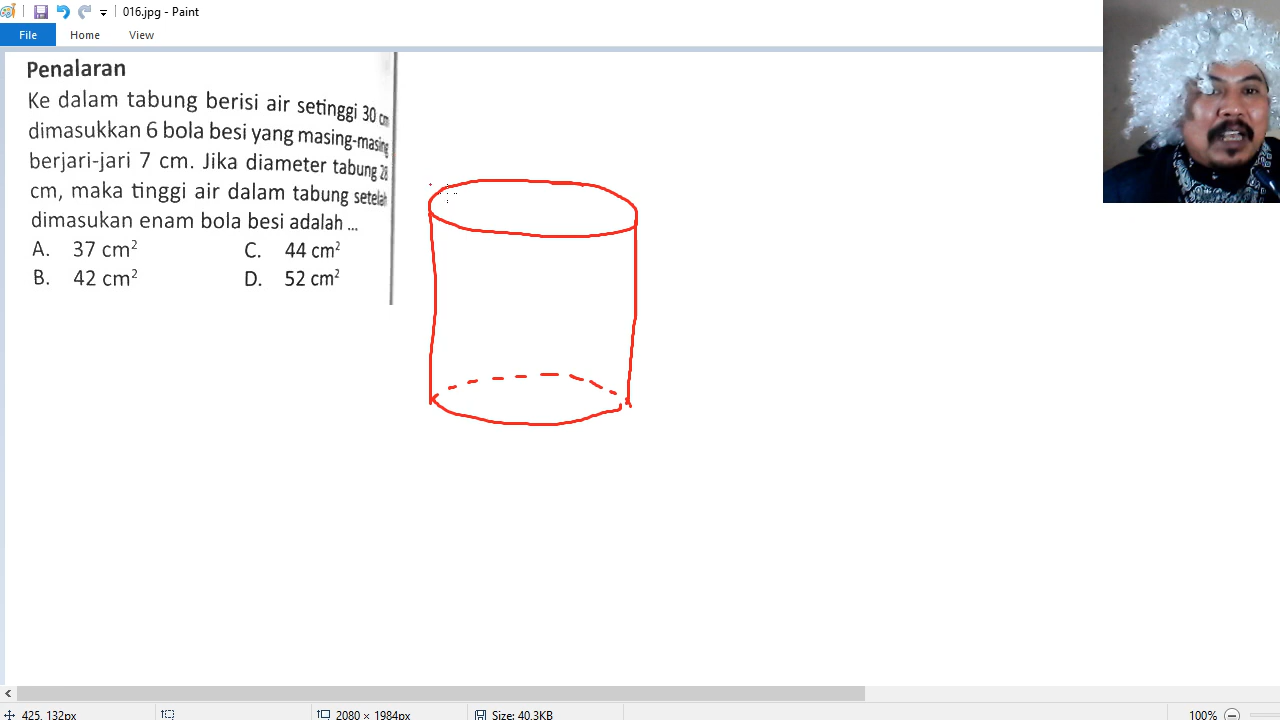 016.jpg - Paint
File Home View
Penalaran
Ke dalam tabung berisi air setinggi 30 cm
dimasukkan 6 bola besi yang masing-masing
berjari-jari 7 cm. Jika diameter tabung 28
cm, maka tinggi air dalam tabung setelah
dimasukan enam bola besi adalah ...
A. 37 cm² C. 44 cm²
B. 42 cm² D. 52 cm²
425, 132px 2080 × 1984px Size: 40.3KB 100%